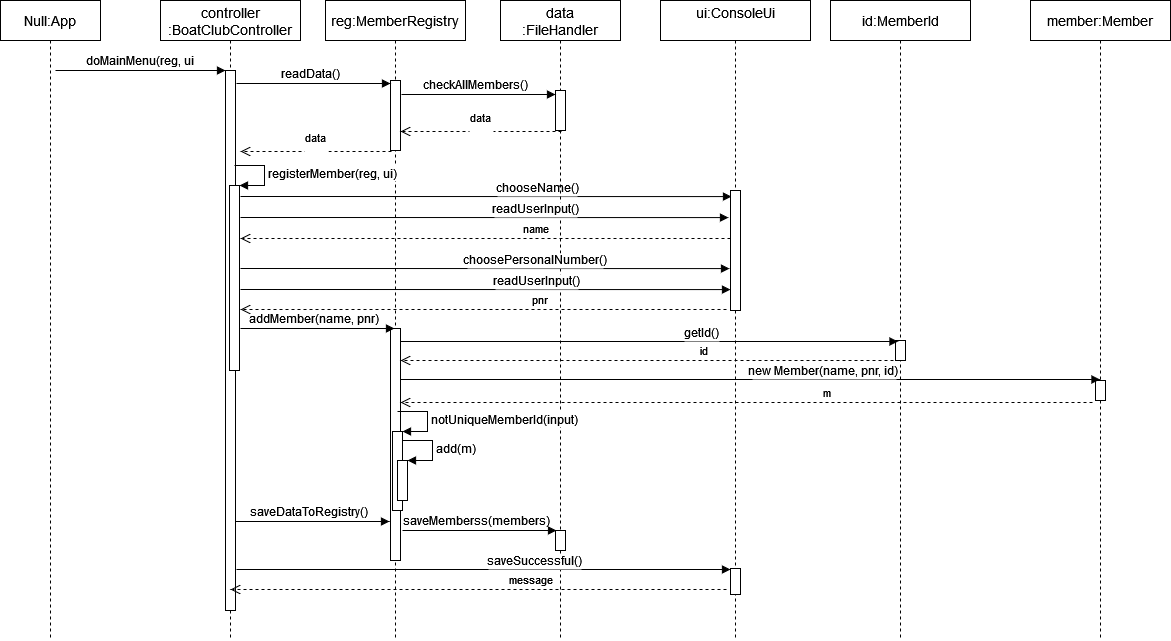 Null:App
controller
:BoatClubController
reg:MemberRegistry
data
:FileHandler
ui:ConsoleUi
id:MemberId
member:Member
doMainMenu(reg, ui
readData()
checkAllMembers()
data
data
registerMember(reg, ui)
chooseName()
readUserInput()
name
choosePersonalNumber()
readUserInput()
pnr
addMember(name, pnr)
getId()
id
new Member(name, pnr, id)
m
notUniqueMemberId(input)
add(m)
saveDataToRegistry()
saveMemberss(members)
saveSuccessful()
message